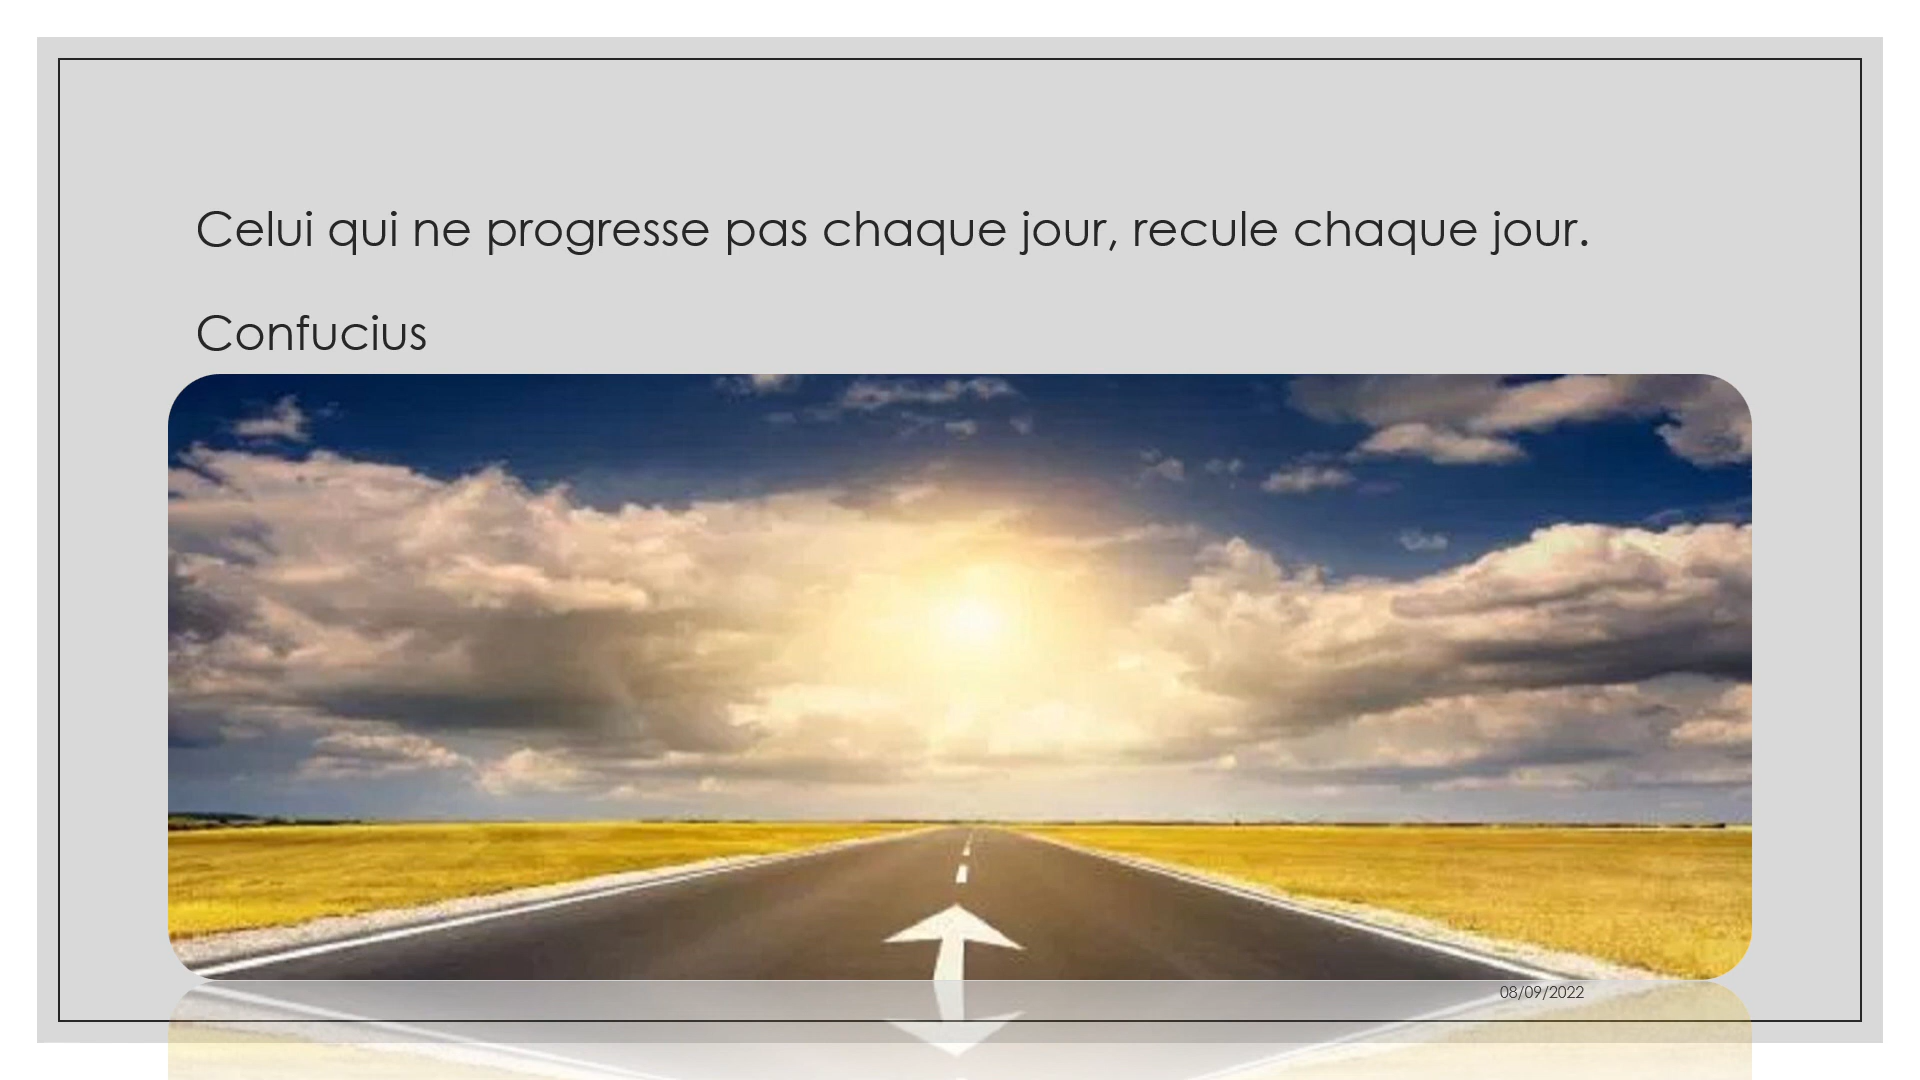 Celui qui ne progresse pas chaque jour, recule chaque jour.
Confucius
08/09/2022